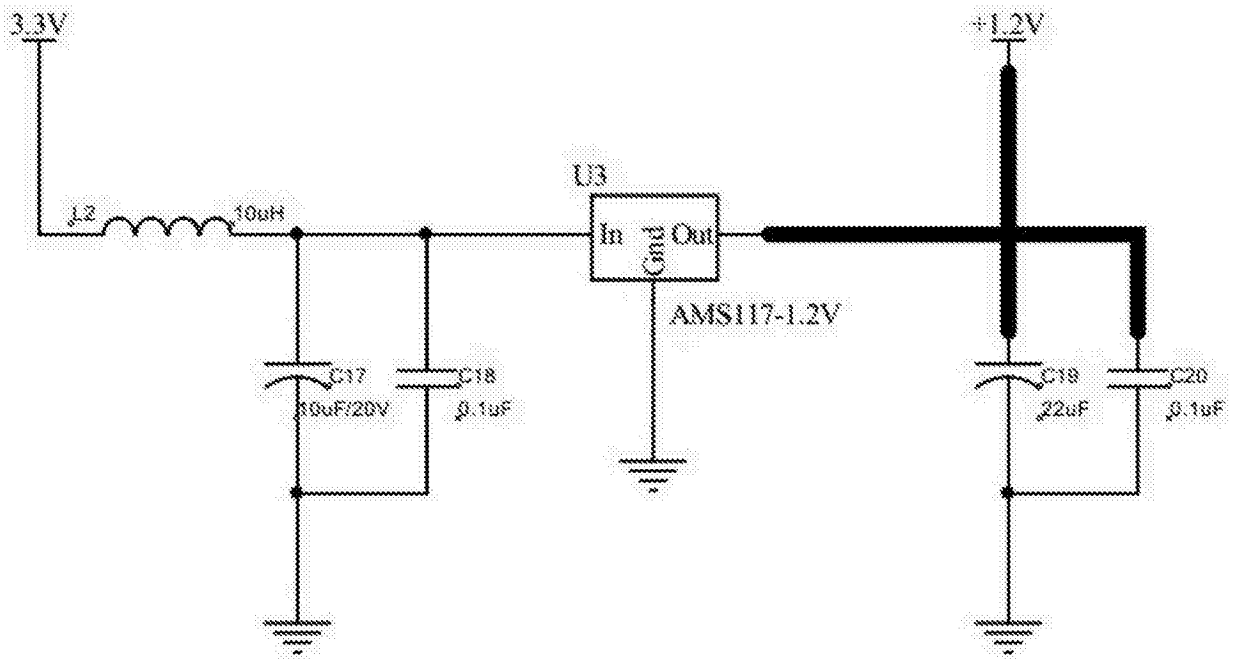 3.3V
+1.2V
U3
L2
10uH
In
Gnd
Out
AMS117-1.2V
C17
10uF/20V
C18
0.1uF
C19
22uF
C20
0.1uF